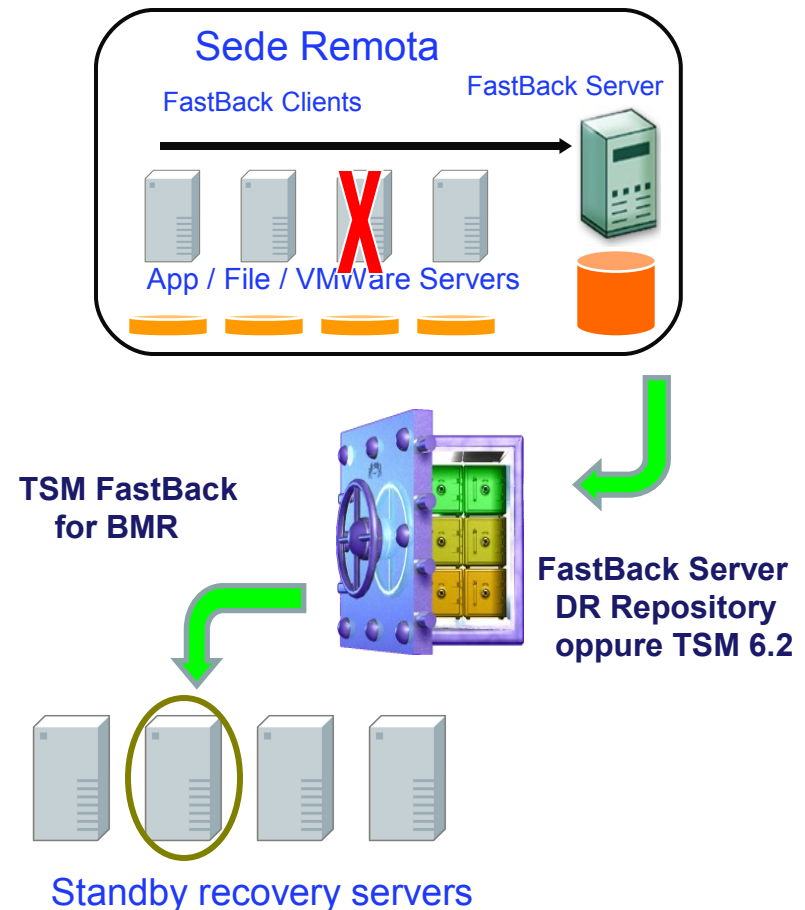 Sede Remota
FastBack Clients
FastBack Server
App / File / VMWare Servers
TSM FastBack
for BMR
FastBack Server
DR Repository
oppure TSM 6.2
Standby recovery servers